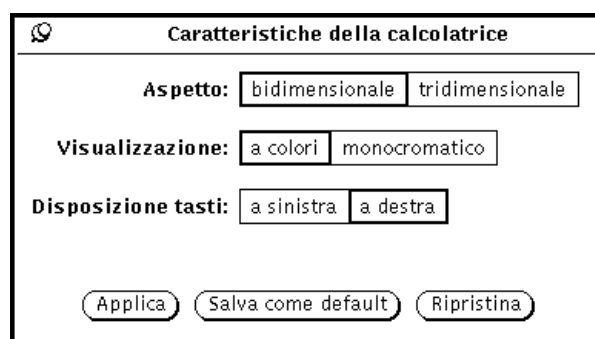 Caratteristiche della calcolatrice
Aspetto: bidimensionale tridimensionale
Visualizzazione: a colori monocromatico
Disposizione tasti: a sinistra a destra
Applica Salva come default Ripristina